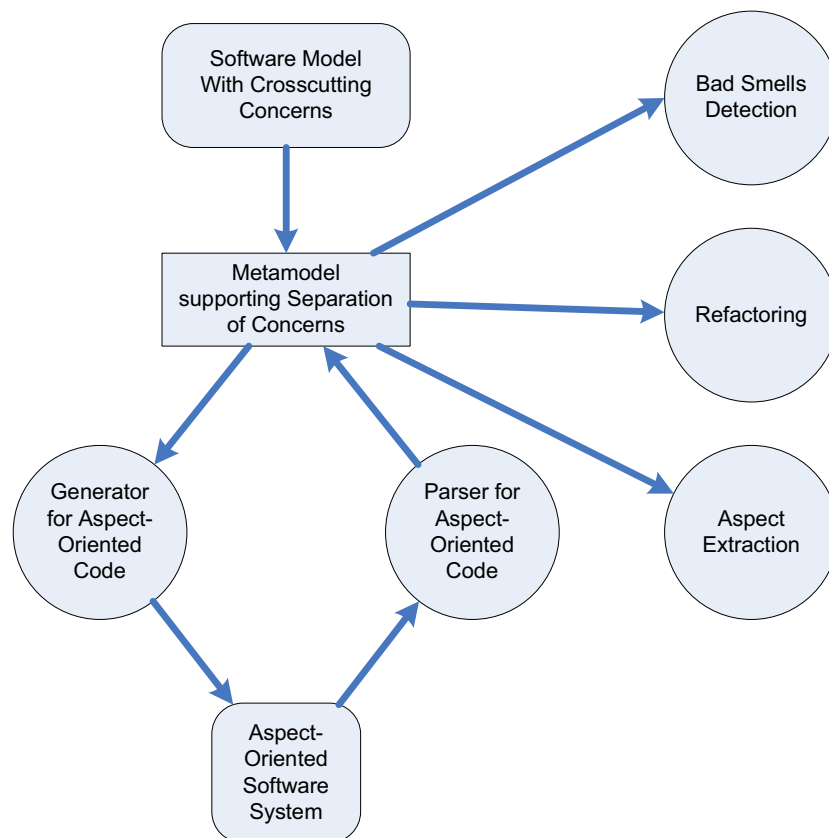 Software Model
With Crosscutting
Concerns
Bad Smells
Detection
Metamodel
supporting Separation
of Concerns
Refactoring
Generator
for Aspect-
Oriented
Code
Parser for
Aspect-
Oriented
Code
Aspect
Extraction
Aspect-
Oriented
Software
System